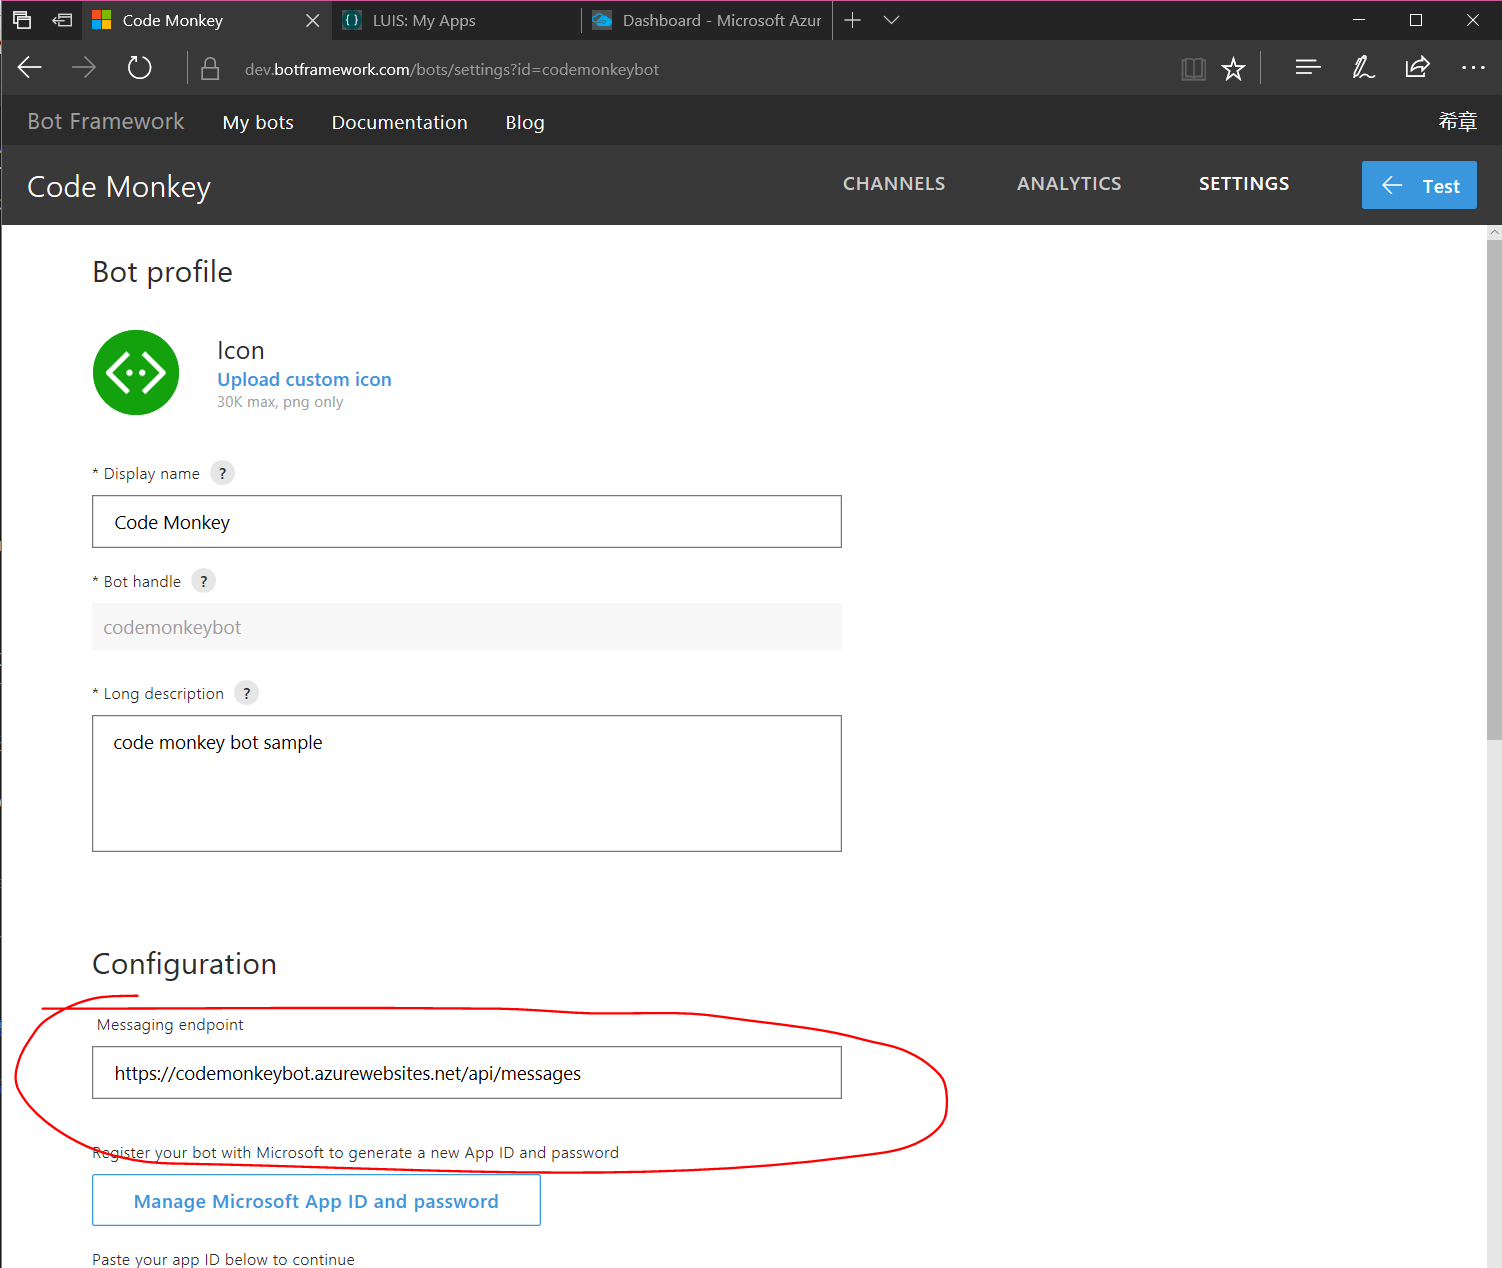 Code Monkey
LUIS: My Apps
Dashboard - Microsoft Azur
dev.botframework.com/bots/settings?id=codemonkeybot
Bot Framework
My bots
Documentation
Blog
希章
Code Monkey
CHANNELS
ANALYTICS
SETTINGS
Test
Bot profile
Icon
Upload custom icon
30K max, png only
* Display name ?
Code Monkey
* Bot handle ?
codemonkeybot
* Long description ?
code monkey bot sample
Configuration
Messaging endpoint
https://codemonkeybot.azurewebsites.net/api/messages
Register your bot with Microsoft to generate a new App ID and password
Manage Microsoft App ID and password
Paste your app ID below to continue